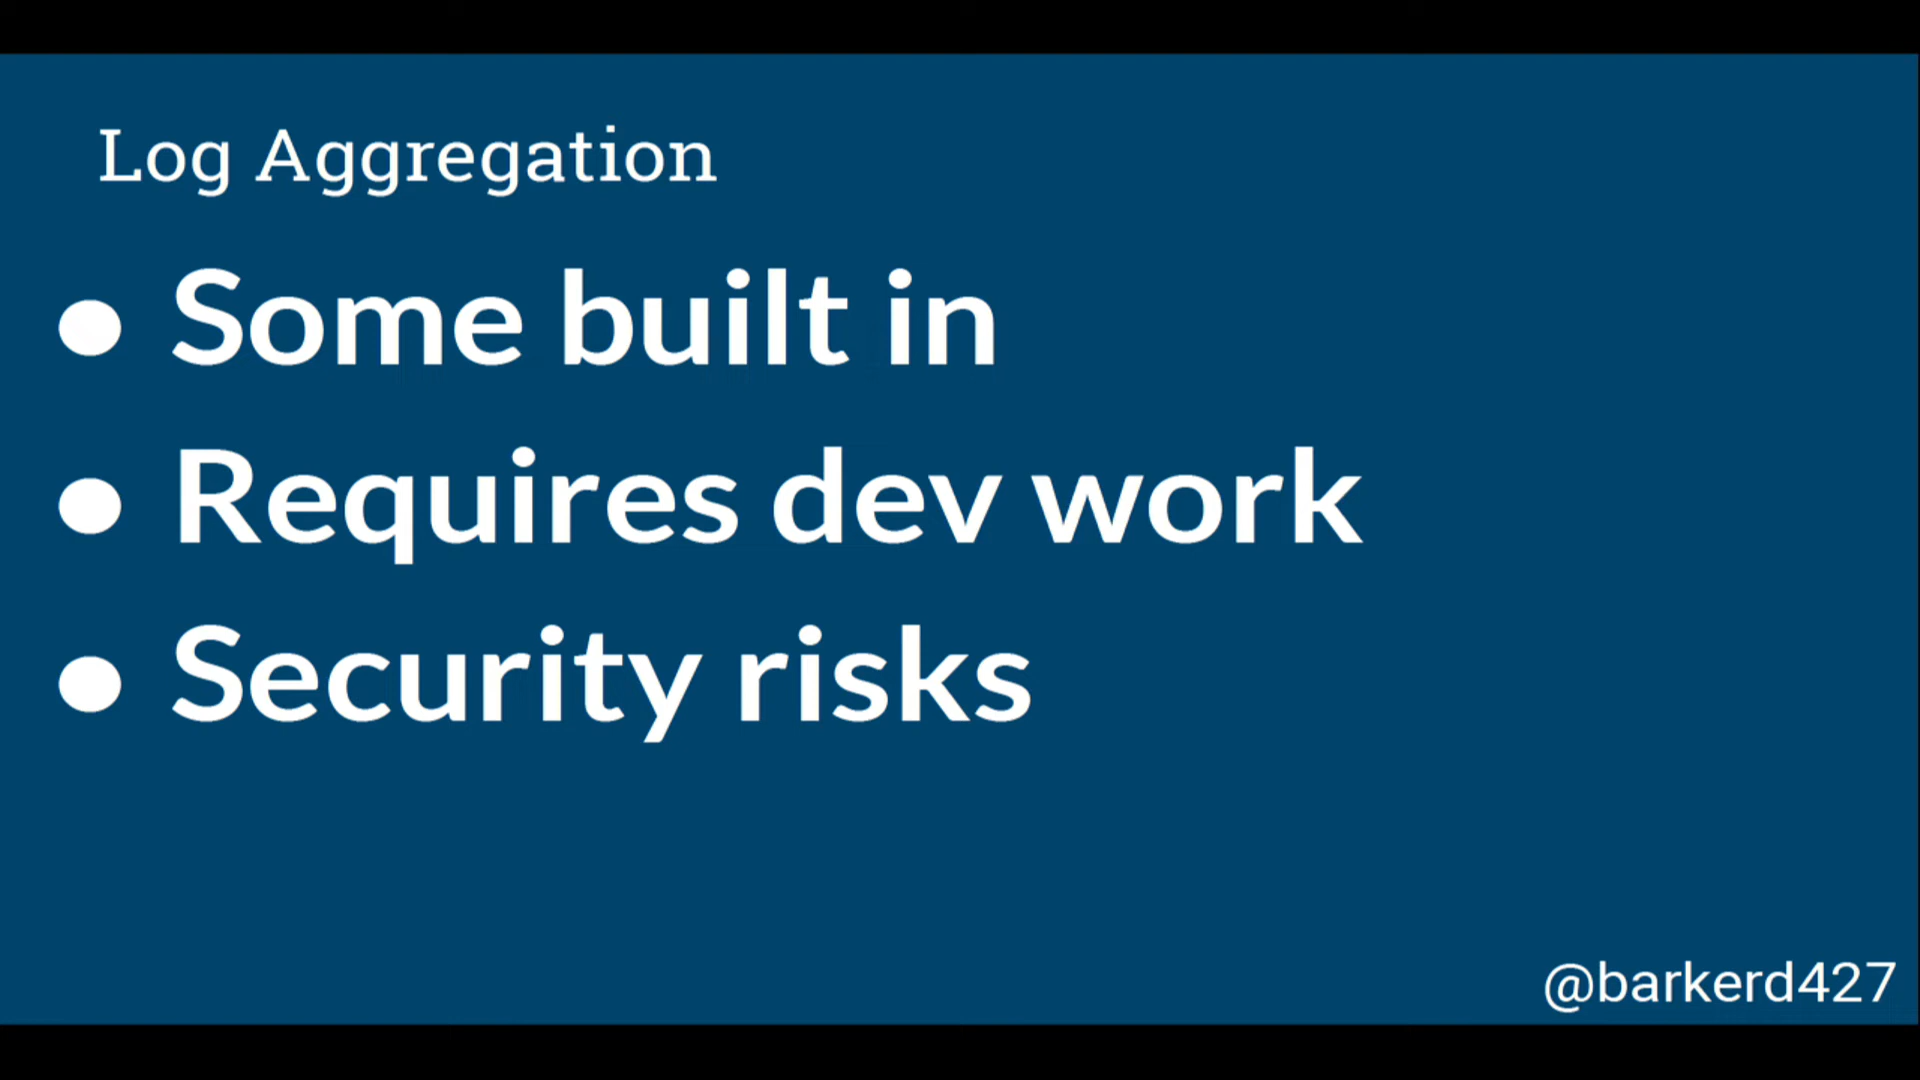 Log Aggregation
● Some built in
● Requires dev work
● Security risks
@barkerd427